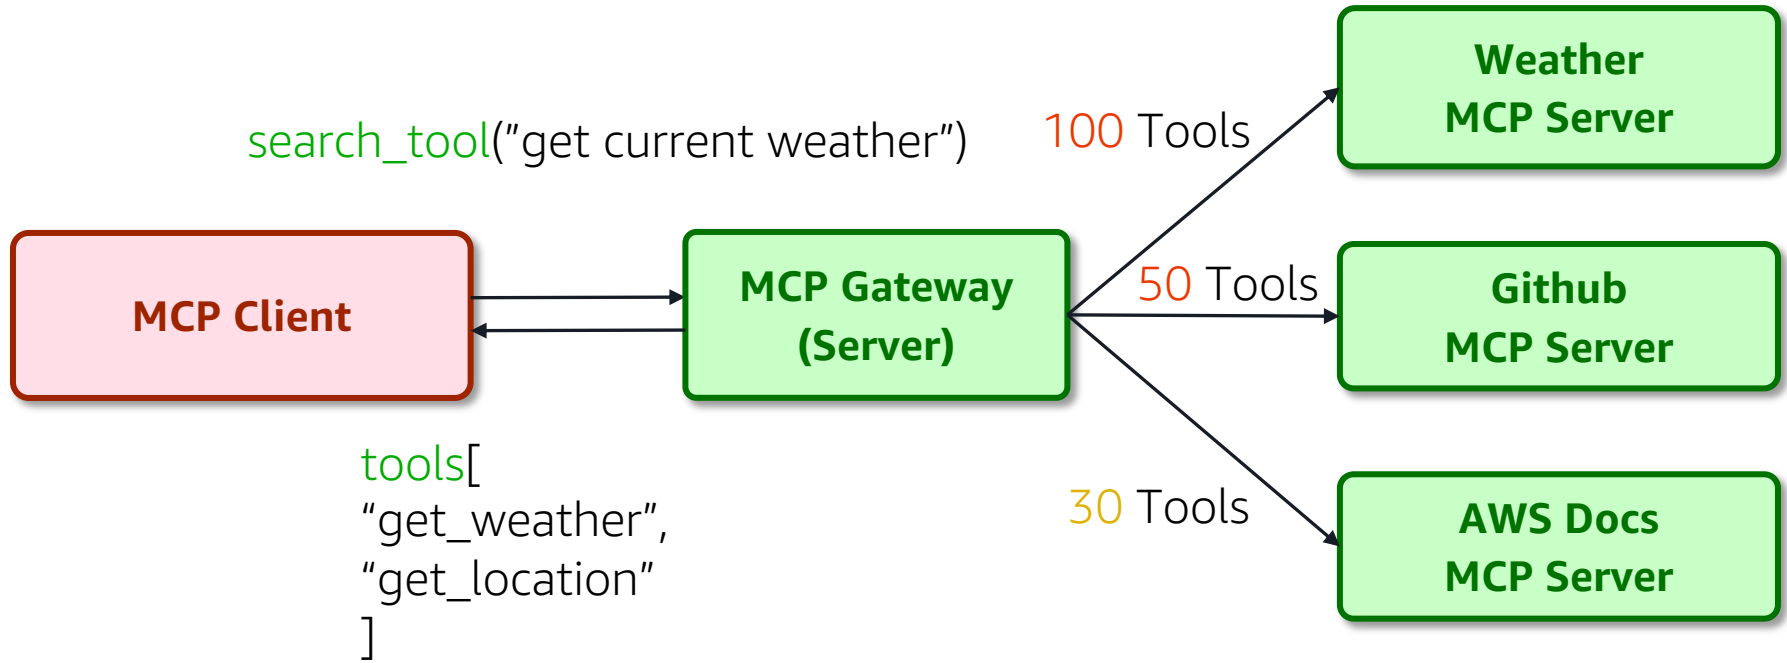 search_tool("get current weather")
MCP Client
MCP Gateway
(Server)
tools[
“get_weather”,
“get_location”
]
100 Tools
50 Tools
30 Tools
Weather
MCP Server
Github
MCP Server
AWS Docs
MCP Server